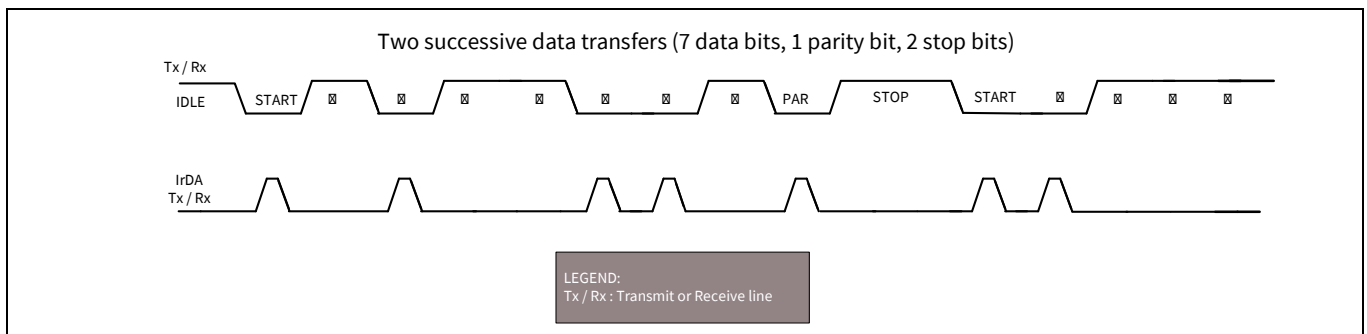 Two successive data transfers (7 data bits, 1 parity bit, 2 stop bits)
Tx / Rx
IDLE START PAR STOP START
IrDA
Tx / Rx
LEGEND:
Tx / Rx : Transmit or Receive line